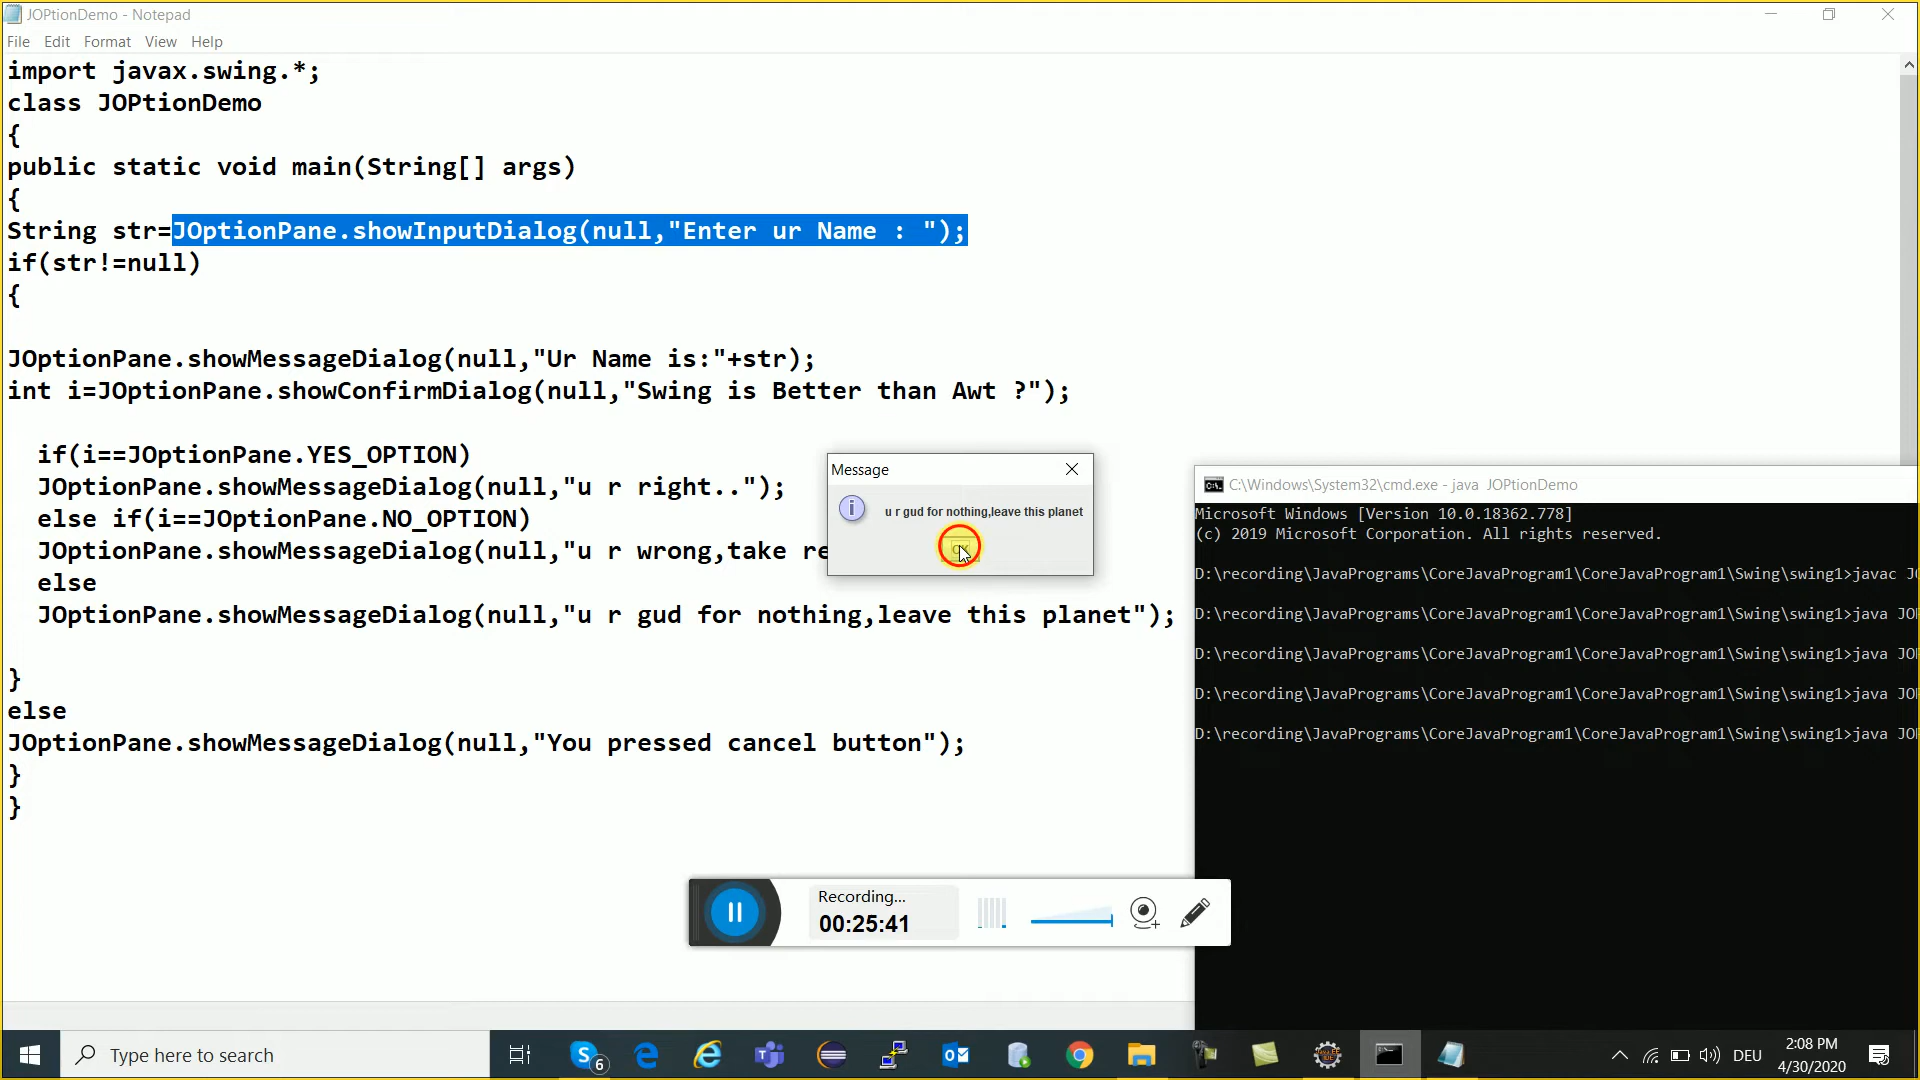 JOPtionDemo - Notepad
File Edit Format View Help
import javax.swing.*;
class JOPtionDemo
{
public static void main(String[] args)
{
String str=JOptionPane.showInputDialog(null,"Enter ur Name : ");
if(str!=null)
{
JOptionPane.showMessageDialog(null,"Ur Name is:"+str);
int i=JOptionPane.showConfirmDialog(null,"Swing is Better than Awt ?");
if(i==JOptionPane.YES_OPTION)
JOptionPane.showMessageDialog(null,"u r right..");
else if(i==JOptionPane.NO_OPTION)
JOptionPane.showMessageDialog(null,"u r wrong,take re
else
JOptionPane.showMessageDialog(null,"u r gud for nothing,leave this planet");
}
else
JOptionPane.showMessageDialog(null,"You pressed cancel button");
}
}
Message
u r gud for nothing,leave this planet
C:\Windows\System32\cmd.exe - java JOPtionDemo
Microsoft Windows [Version 10.0.18362.778]
(c) 2019 Microsoft Corporation. All rights reserved.
D:\recording\JavaPrograms\CoreJavaProgram1\CoreJavaProgram1\Swing\swing1>javac JO
D:\recording\JavaPrograms\CoreJavaProgram1\CoreJavaProgram1\Swing\swing1>java JOP
D:\recording\JavaPrograms\CoreJavaProgram1\CoreJavaProgram1\Swing\swing1>java JOP
D:\recording\JavaPrograms\CoreJavaProgram1\CoreJavaProgram1\Swing\swing1>java JOP
D:\recording\JavaPrograms\CoreJavaProgram1\CoreJavaProgram1\Swing\swing1>java JOP
Recording...
00:25:41
Type here to search
6
DEU
2:08 PM
4/30/2020